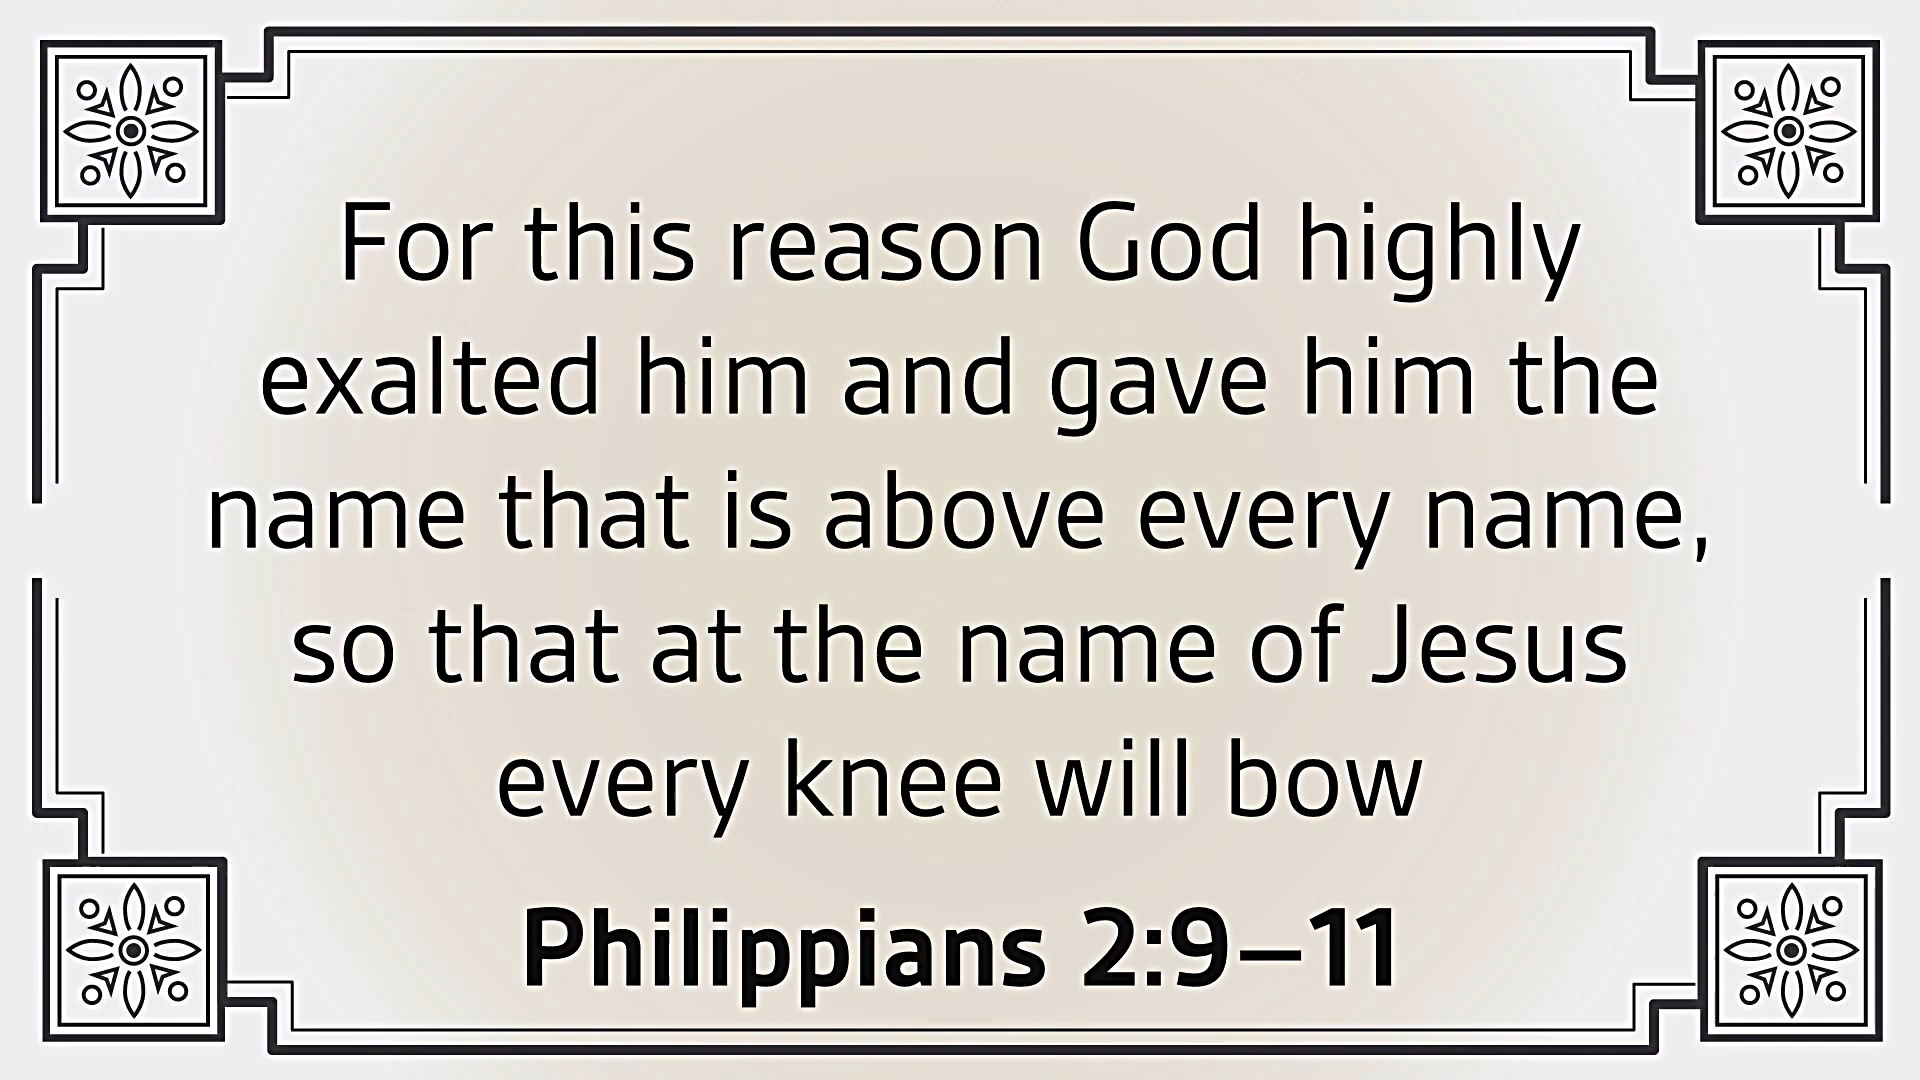 For this reason God highly
exalted him and gave him the
name that is above every name,
so that at the name of Jesus
every knee will bow
Philippians 2:9–11